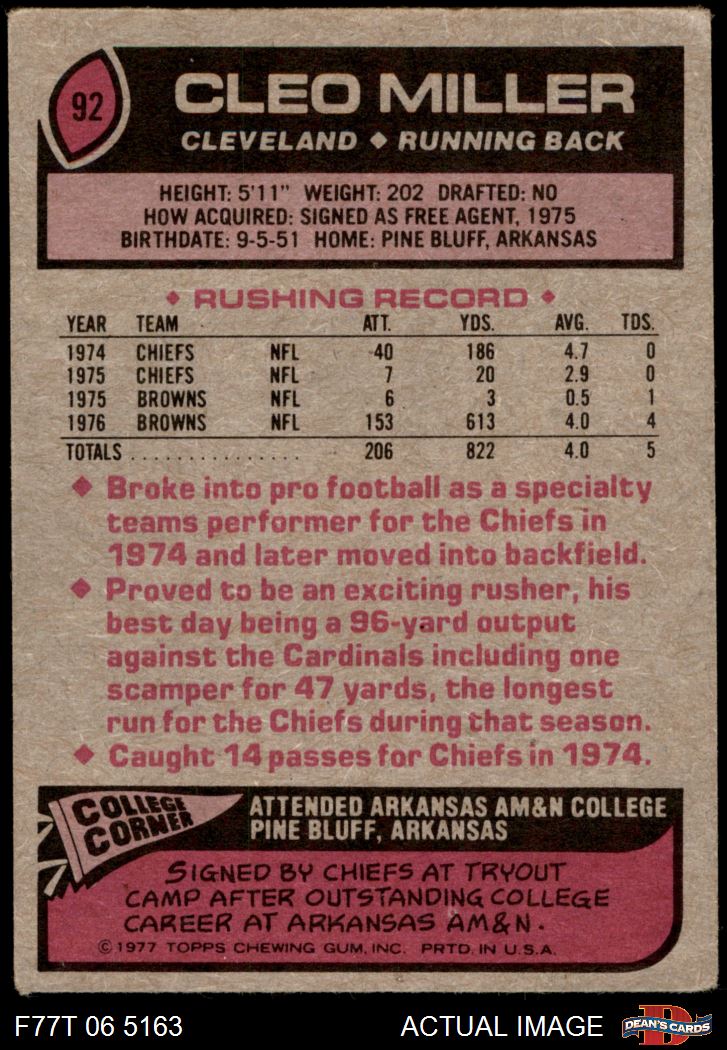 92
CLEO MILLER
CLEVELAND ◆ RUNNING BACK
HEIGHT: 5'11" WEIGHT: 202 DRAFTED: NO
HOW ACQUIRED: SIGNED AS FREE AGENT, 1975
BIRTHDATE: 9-5-51 HOME: PINE BLUFF, ARKANSAS
◆ RUSHING RECORD ◆
YEAR TEAM ATT. YDS. AVG. TDS.
1974 CHIEFS NFL 40 186 4.7 0
1975 CHIEFS NFL 7 20 2.9 0
1975 BROWNS NFL 6 3 0.5 1
1976 BROWNS NFL 153 613 4.0 4
TOTALS . . . . . . . . . . . . . . . 206 822 4.0 5
◆ Broke into pro football as a specialty
teams performer for the Chiefs in
1974 and later moved into backfield.
◆ Proved to be an exciting rusher, his
best day being a 96-yard output
against the Cardinals including one
scamper for 47 yards, the longest
run for the Chiefs during that season.
◆ Caught 14 passes for Chiefs in 1974.
COLLEGE
CORNER
ATTENDED ARKANSAS AM&N COLLEGE
PINE BLUFF, ARKANSAS
SIGNED BY CHIEFS AT TRYOUT
CAMP AFTER OUTSTANDING COLLEGE
CAREER AT ARKANSAS AM&N.
©1977 TOPPS CHEWING GUM, INC. PRTD. IN U.S.A.
F77T 06 5163 ACTUAL IMAGE
D
DEAN'S CARDS